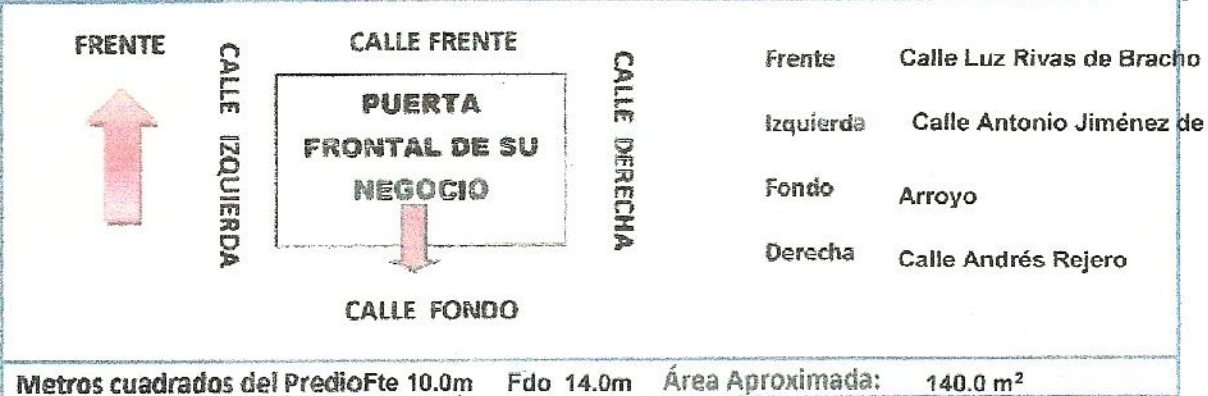 FRENTE
CALLE IZQUIERDA
CALLE FRENTE
PUERTA
FRONTAL DE SU
NEGOCIO
CALLE DERECHA
CALLE FONDO
Frente Calle Luz Rivas de Bracho
Izquierda Calle Antonio Jiménez de
Fondo Arroyo
Derecha Calle Andrés Rejero
Metros cuadrados del PredioFte 10.0m Fdo 14.0m Área Aproximada: 140.0 m²